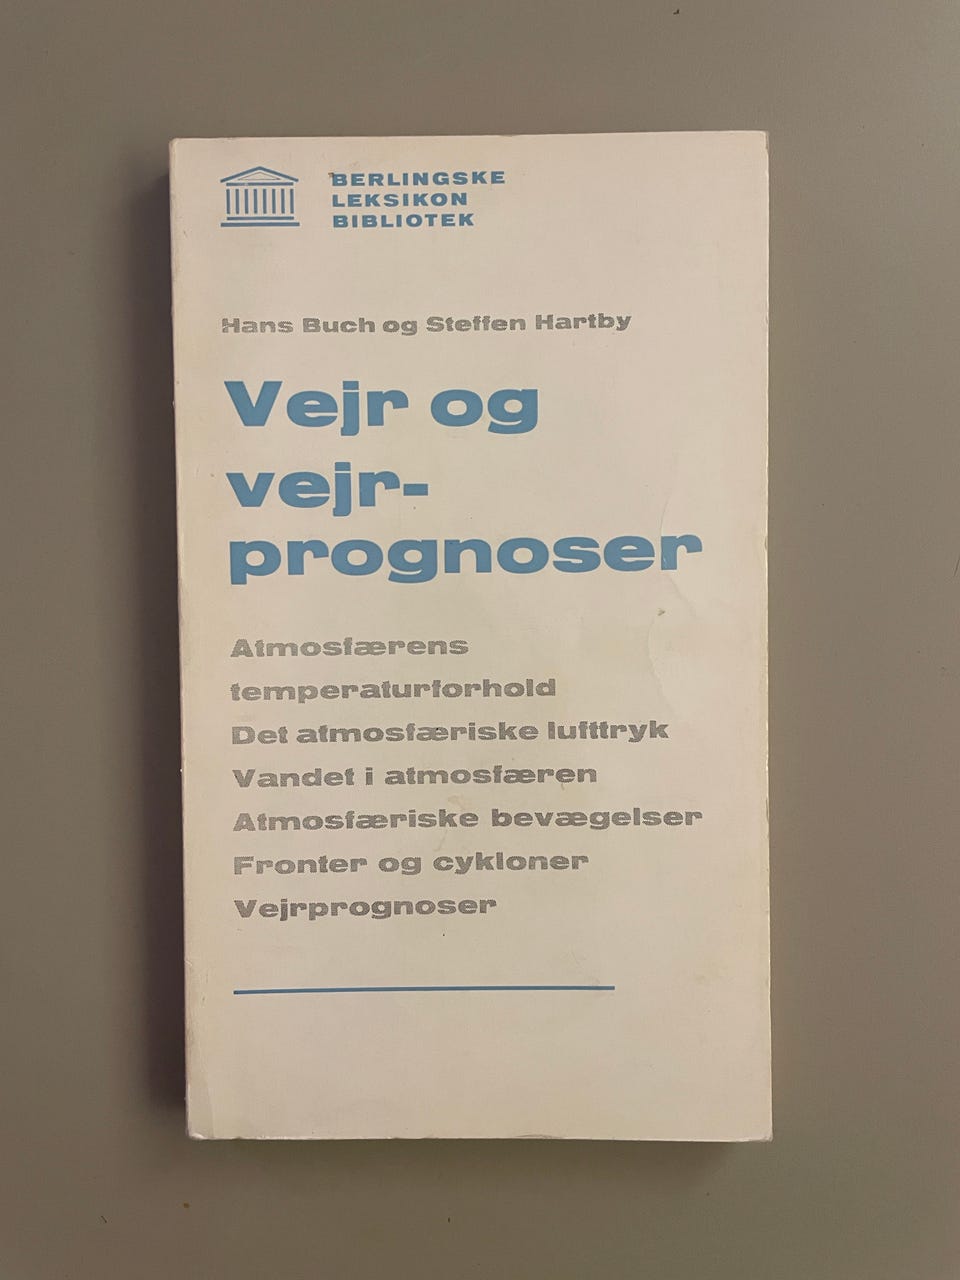 BERLINGSKE
LEKSIKON
BIBLIOTEK
Hans Buch og Steffen Hartby
Vejr og
vejr-
prognoser
Atmosfærens
temperaturforhold
Det atmosfæriske lufttryk
Vandet i atmosfæren
Atmosfæriske bevægelser
Fronter og cykloner
Vejrprognoser